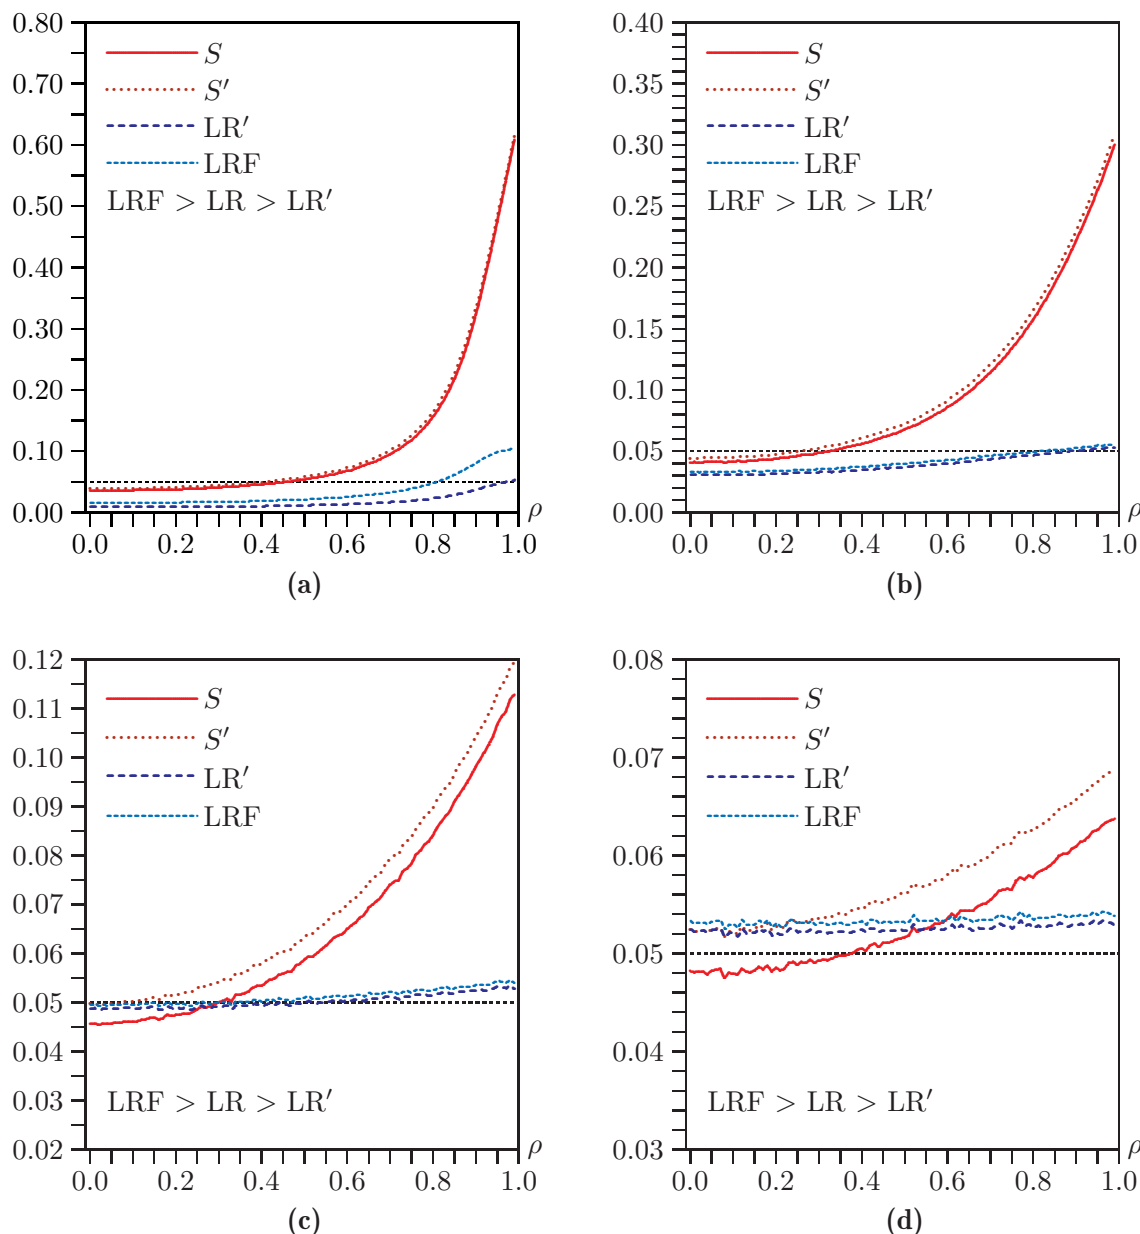 0.80
0.70
0.60
0.50
0.40
0.30
0.20
0.10
0.00
S
S′
LR′
LRF
LRF > LR > LR′
0.0 0.2 0.4 0.6 0.8 1.0
ρ
(a)
0.40
0.35
0.30
0.25
0.20
0.15
0.10
0.05
0.00
S
S′
LR′
LRF
LRF > LR > LR′
0.0 0.2 0.4 0.6 0.8 1.0
ρ
(b)
0.12
0.11
0.10
0.09
0.08
0.07
0.06
0.05
0.04
0.03
0.02
S
S′
LR′
LRF
LRF > LR > LR′
0.0 0.2 0.4 0.6 0.8 1.0
ρ
(c)
0.08
0.07
0.06
0.05
0.04
0.03
S
S′
LR′
LRF
LRF > LR > LR′
0.0 0.2 0.4 0.6 0.8 1.0
ρ
(d)